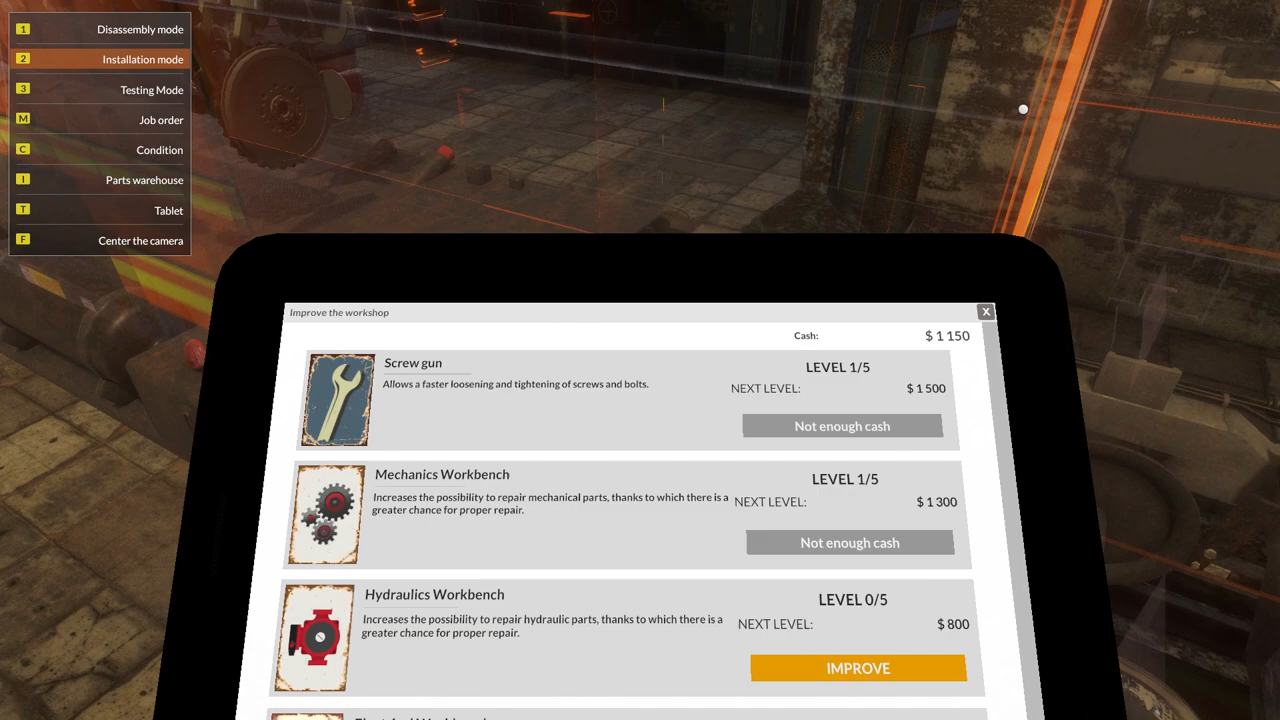 1 Disassembly mode
2 Installation mode
3 Testing Mode
M Job order
C Condition
I Parts warehouse
T Tablet
F Center the camera
Improve the workshop
X
Cash: $ 1 150
Screw gun
Allows a faster loosening and tightening of screws and bolts.
LEVEL 1/5
NEXT LEVEL: $ 1 500
Not enough cash
Mechanics Workbench
Increases the possibility to repair mechanical parts, thanks to which there is a
greater chance for proper repair.
LEVEL 1/5
NEXT LEVEL: $ 1 300
Not enough cash
Hydraulics Workbench
Increases the possibility to repair hydraulic parts, thanks to which there is a
greater chance for proper repair.
LEVEL 0/5
NEXT LEVEL: $ 800
IMPROVE